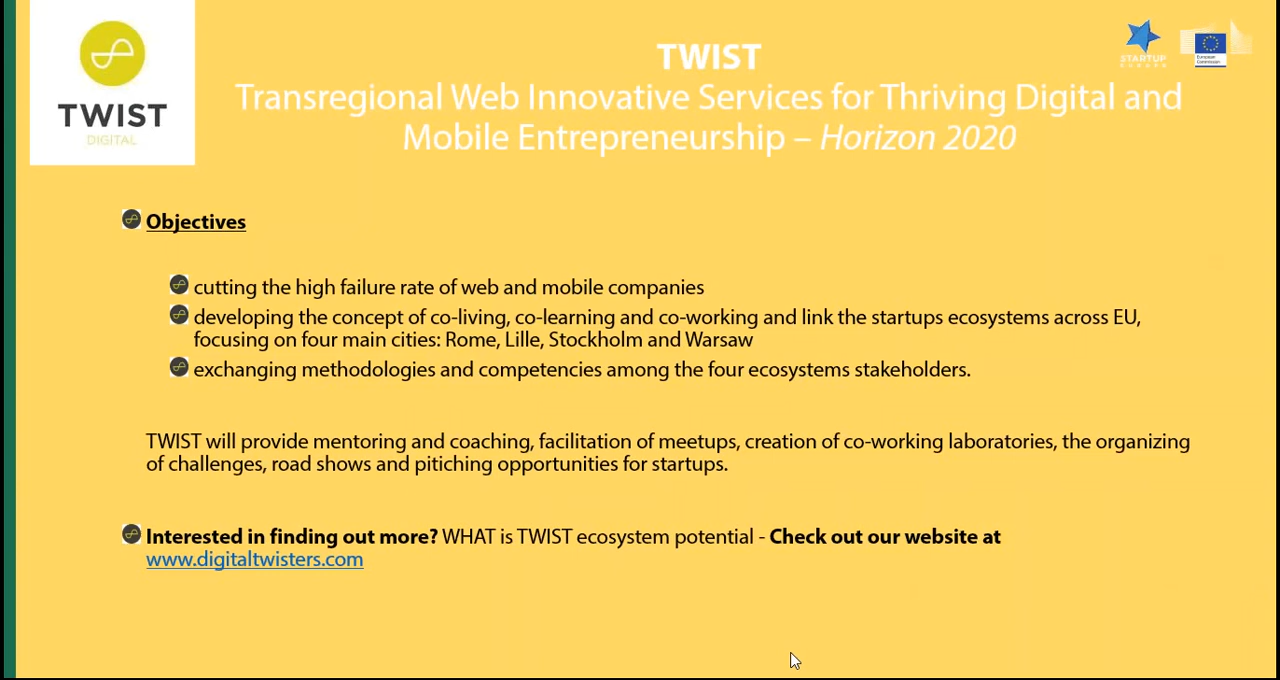 TWIST
DIGITAL
TWIST
Transregional Web Innovative Services for Thriving Digital and
Mobile Entrepreneurship – Horizon 2020
STARTUP
EUROPE
European
Commission
Objectives
cutting the high failure rate of web and mobile companies
developing the concept of co-living, co-learning and co-working and link the startups ecosystems across EU,
focusing on four main cities: Rome, Lille, Stockholm and Warsaw
exchanging methodologies and competencies among the four ecosystems stakeholders.
TWIST will provide mentoring and coaching, facilitation of meetups, creation of co-working laboratories, the organizing
of challenges, road shows and pitiching opportunities for startups.
Interested in finding out more? WHAT is TWIST ecosystem potential - Check out our website at
www.digitaltwisters.com